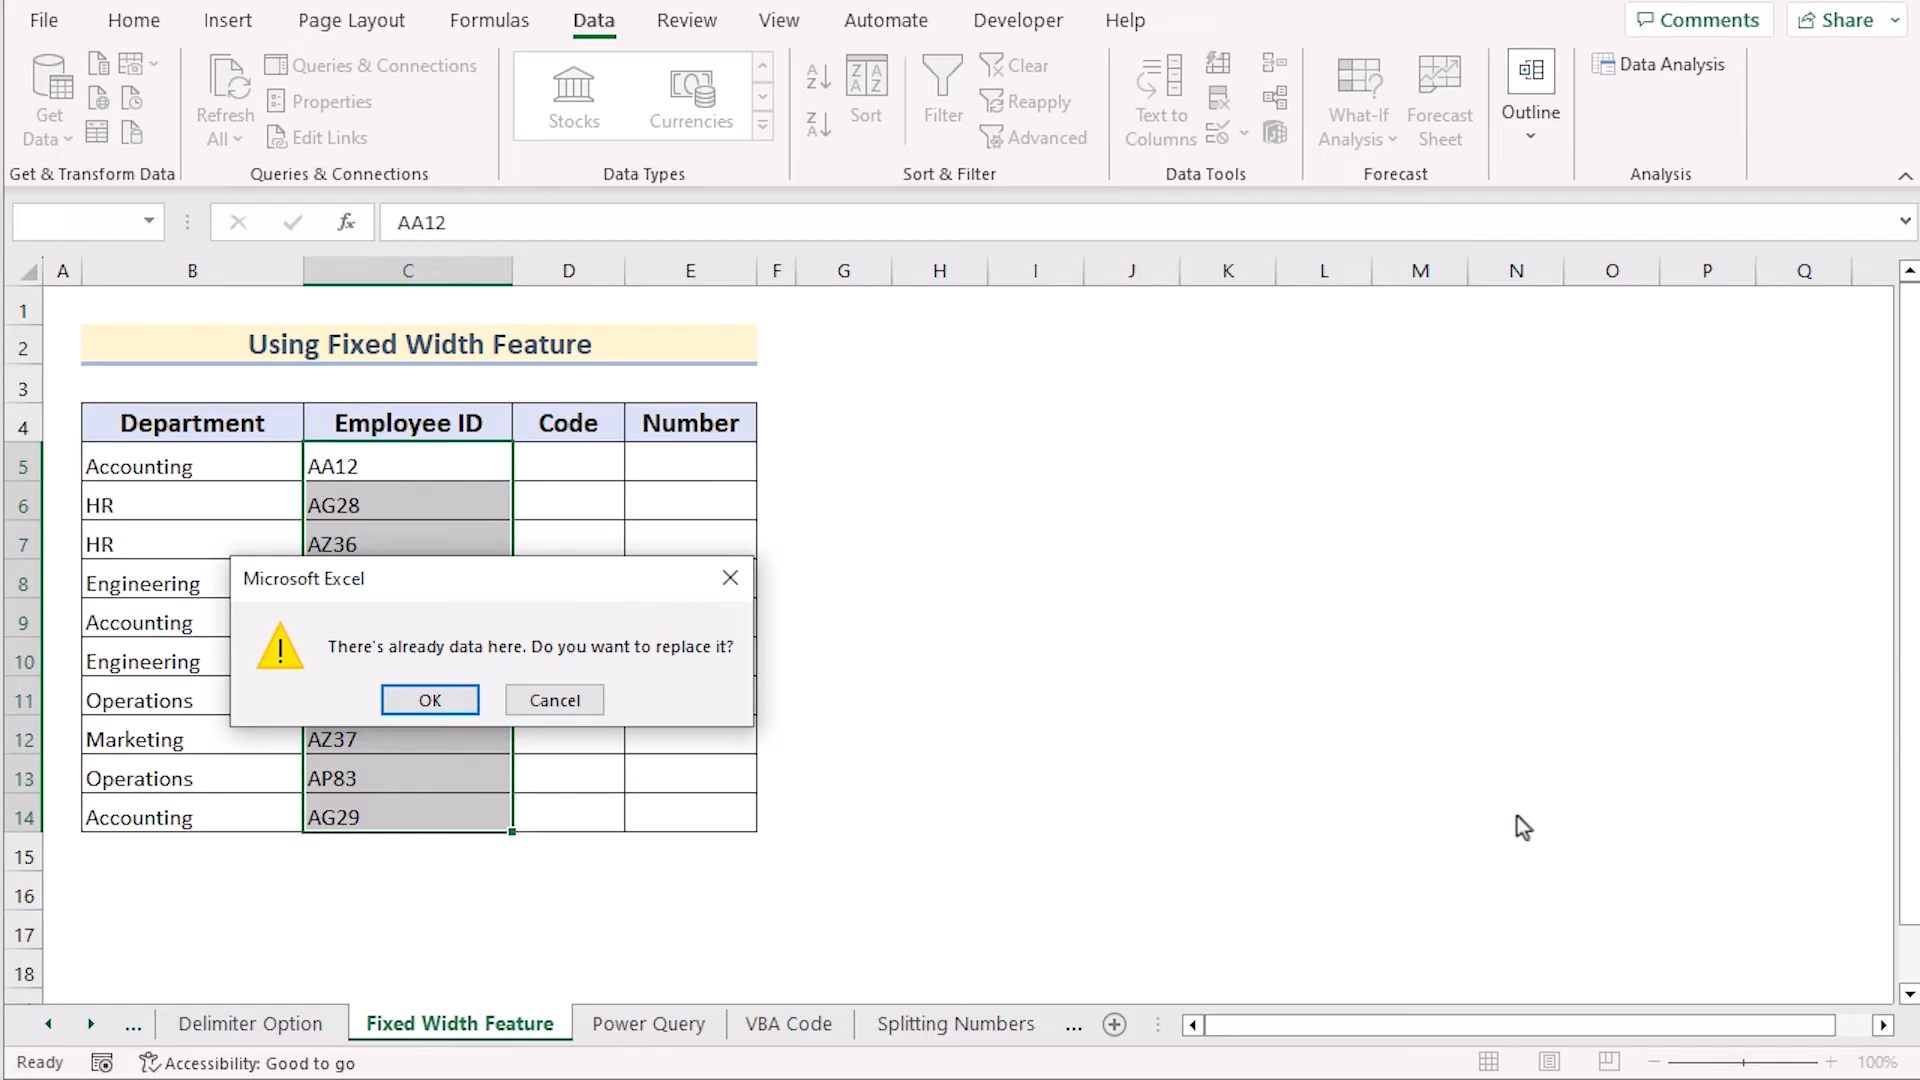 File Home Insert Page Layout Formulas Data Review View Automate Developer Help Comments Share
Get Data
Refresh All
Queries & Connections
Properties
Edit Links
Stocks
Currencies
Sort
Filter
Clear
Reapply
Advanced
Text to Columns
What-If Analysis
Forecast Sheet
Outline
Data Analysis
Get & Transform Data Queries & Connections Data Types Sort & Filter Data Tools Forecast Analysis
fx AA12
A B C D E F G H I J K L M N O P Q
1
2 Using Fixed Width Feature
3
4 Department Employee ID Code Number
5 Accounting AA12
6 HR AG28
7 HR AZ36
8 Engineering
9 Accounting
10 Engineering
11 Operations
Microsoft Excel
There's already data here. Do you want to replace it?
OK Cancel
12 Marketing AZ37
13 Operations AP83
14 Accounting AG29
15
16
17
18
... Delimiter Option Fixed Width Feature Power Query VBA Code Splitting Numbers ...
Ready Accessibility: Good to go 100%